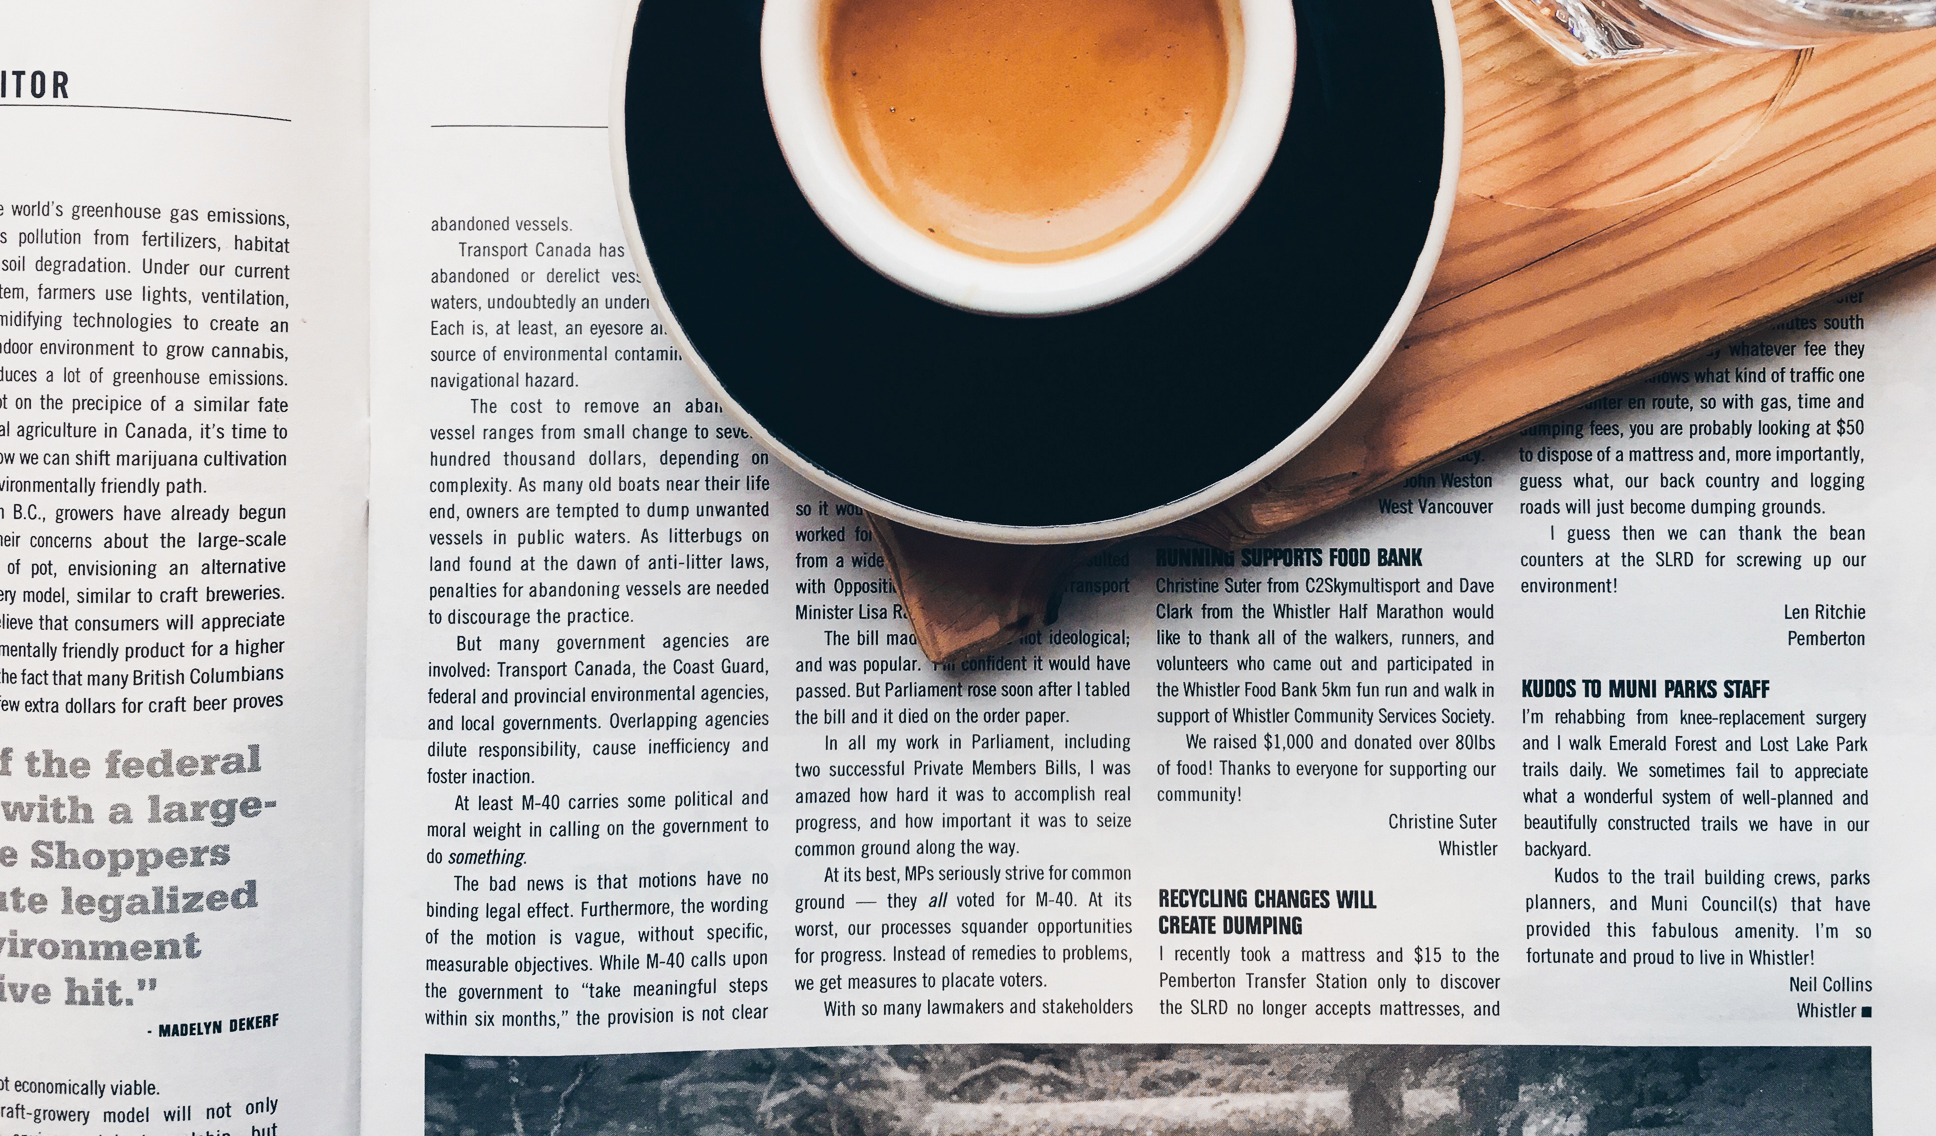 ITOR
world's greenhouse gas emissions,
s pollution from fertilizers, habitat
soil degradation. Under our current
tem, farmers use lights, ventilation,
midifying technologies to create an
door environment to grow cannabis,
duces a lot of greenhouse emissions.
ot on the precipice of a similar fate
al agriculture in Canada, it's time to
ow we can shift marijuana cultivation
vironmentally friendly path.
n B.C., growers have already begun
heir concerns about the large-scale
of pot, envisioning an alternative
ery model, similar to craft breweries.
lieve that consumers will appreciate
mentally friendly product for a higher
the fact that many British Columbians
few extra dollars for craft beer proves
f the federal
with a large-
e Shoppers
ate legalized
vironment
ive hit."
- MADELYN DEKERF
ot economically viable.
raft-growery model will not only
but
abandoned vessels.
Transport Canada has
abandoned or derelict vess
waters, undoubtedly an under
Each is, at least, an eyesore
source of environmental contamin
navigational hazard.
The cost to remove an aban
vessel ranges from small change to seve
hundred thousand dollars, depending on
complexity. As many old boats near their life
end, owners are tempted to dump unwanted
vessels in public waters. As litterbugs on
land found at the dawn of anti-litter laws,
penalties for abandoning vessels are needed
to discourage the practice.
But many government agencies are
involved: Transport Canada, the Coast Guard,
federal and provincial environmental agencies,
and local governments. Overlapping agencies
dilute responsibility, cause inefficiency and
foster inaction.
At least M-40 carries some political and
moral weight in calling on the government to
do something.
The bad news is that motions have no
binding legal effect. Furthermore, the wording
of the motion is vague, without specific,
measurable objectives. While M-40 calls upon
the government to "take meaningful steps
within six months," the provision is not clear
so it wou
worked for
from a wide sulted
with Oppositi ransport
Minister Lisa R
The bill mad not ideological;
and was popular. I'm confident it would have
passed. But Parliament rose soon after I tabled
the bill and it died on the order paper.
In all my work in Parliament, including
two successful Private Members Bills, I was
amazed how hard it was to accomplish real
progress, and how important it was to seize
common ground along the way.
At its best, MPs seriously strive for common
ground — they all voted for M-40. At its
worst, our processes squander opportunities
for progress. Instead of remedies to problems,
we get measures to placate voters.
With so many lawmakers and stakeholders
cy.
John Weston
West Vancouver
RUNNING SUPPORTS FOOD BANK
Christine Suter from C2Skymultisport and Dave
Clark from the Whistler Half Marathon would
like to thank all of the walkers, runners, and
volunteers who came out and participated in
the Whistler Food Bank 5km fun run and walk in
support of Whistler Community Services Society.
We raised $1,000 and donated over 80lbs
of food! Thanks to everyone for supporting our
community!
Christine Suter
Whistler
RECYCLING CHANGES WILL
CREATE DUMPING
I recently took a mattress and $15 to the
Pemberton Transfer Station only to discover
the SLRD no longer accepts mattresses, and
utes south
y whatever fee they
nows what kind of traffic one
nter en route, so with gas, time and
dumping fees, you are probably looking at $50
to dispose of a mattress and, more importantly,
guess what, our back country and logging
roads will just become dumping grounds.
I guess then we can thank the bean
counters at the SLRD for screwing up our
environment!
Len Ritchie
Pemberton
KUDOS TO MUNI PARKS STAFF
I'm rehabbing from knee-replacement surgery
and I walk Emerald Forest and Lost Lake Park
trails daily. We sometimes fail to appreciate
what a wonderful system of well-planned and
beautifully constructed trails we have in our
backyard.
Kudos to the trail building crews, parks
planners, and Muni Council(s) that have
provided this fabulous amenity. I'm so
fortunate and proud to live in Whistler!
Neil Collins
Whistler ■